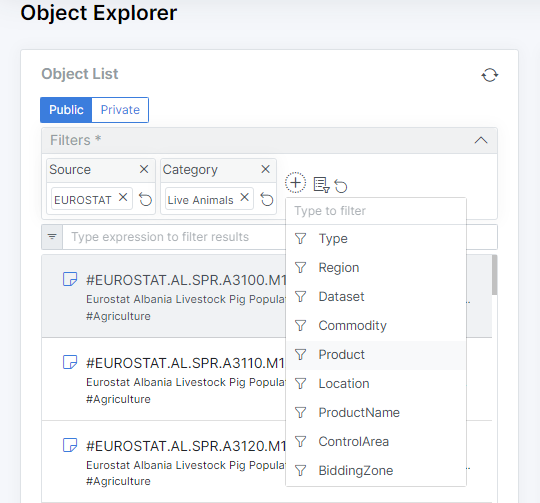 Object Explorer
Object List
Public Private
Filters *
Source Category
EUROSTAT Live Animals
Type to filter
Type expression to filter results
Type
Region
Dataset
Commodity
Product
Location
ProductName
ControlArea
BiddingZone
#EUROSTAT.AL.SPR.A3100.M1
Eurostat Albania Livestock Pig Popula ..
#Agriculture
#EUROSTAT.AL.SPR.A3110.M1
Eurostat Albania Livestock Pig Popula
#Agriculture
#EUROSTAT.AL.SPR.A3120.M1
Eurostat Albania Livestock Pig Popula ..
#Agriculture